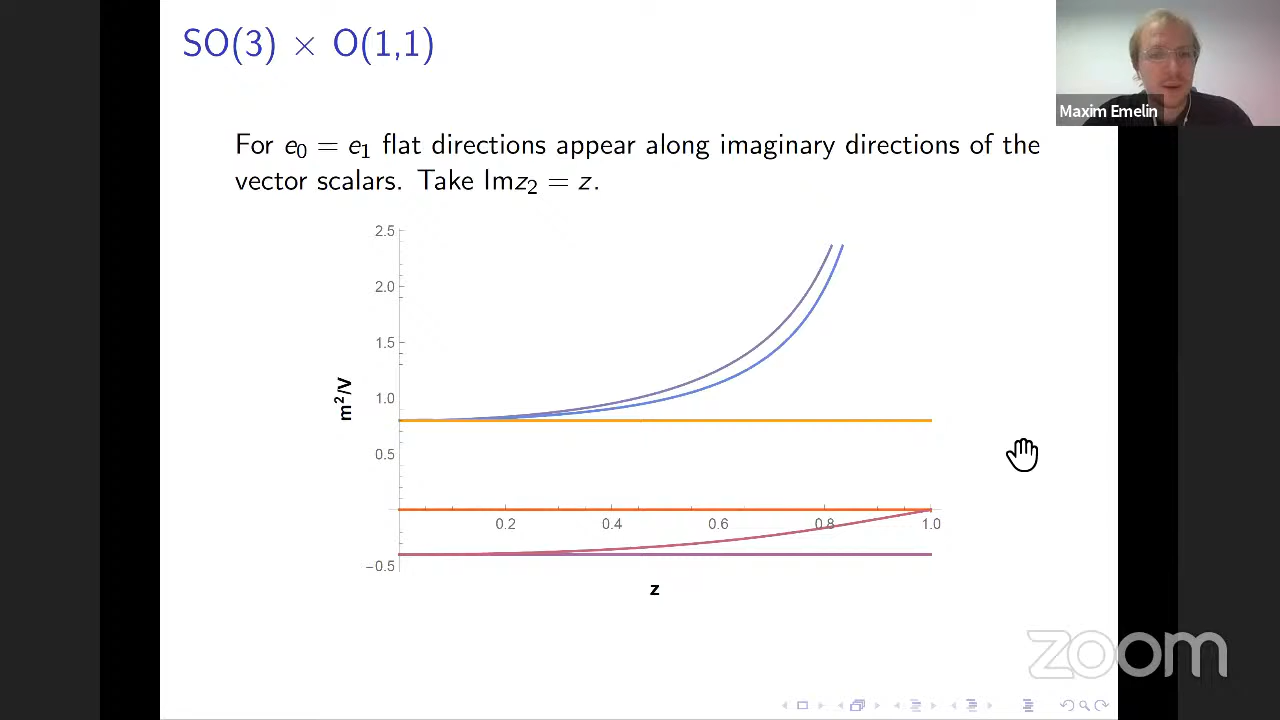 SO(3) × O(1,1)
Maxim Emelin
For e₀ = e₁ flat directions appear along imaginary directions of the
vector scalars. Take Imz₂ = z.
2.5
2.0
1.5
1.0
0.5
−0.5
m²/V
0.2
0.4
0.6
0.8
1.0
z
zoom